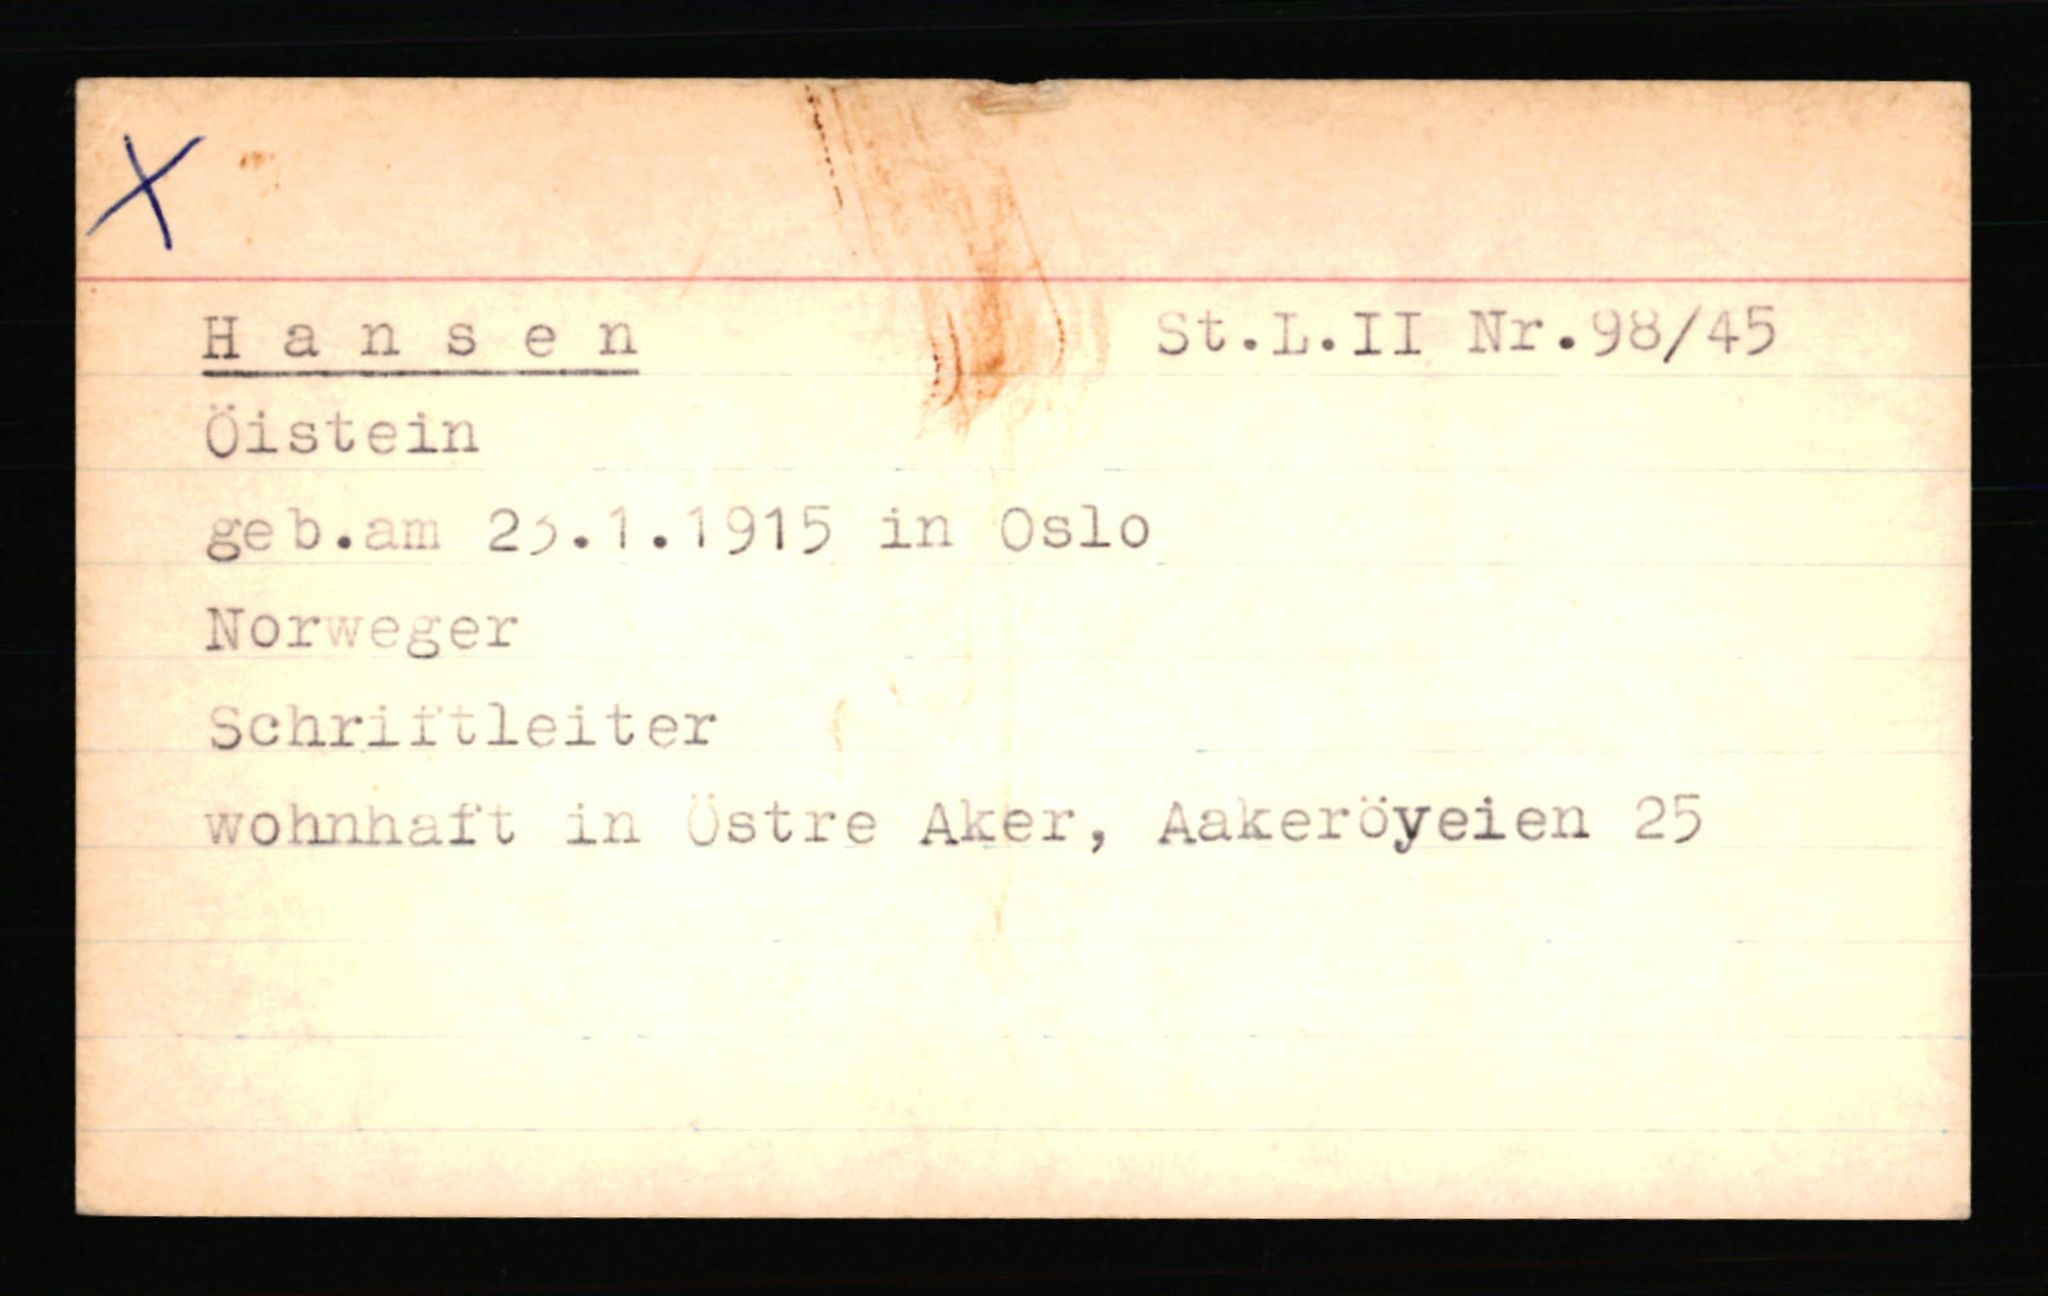 X
Hansen St.L.II Nr.98/45
Öistein
geb.am 23.1.1915 in Oslo
Norweger
Schriftleiter
wohnhaft in Östre Aker, Aakeröyeien 25